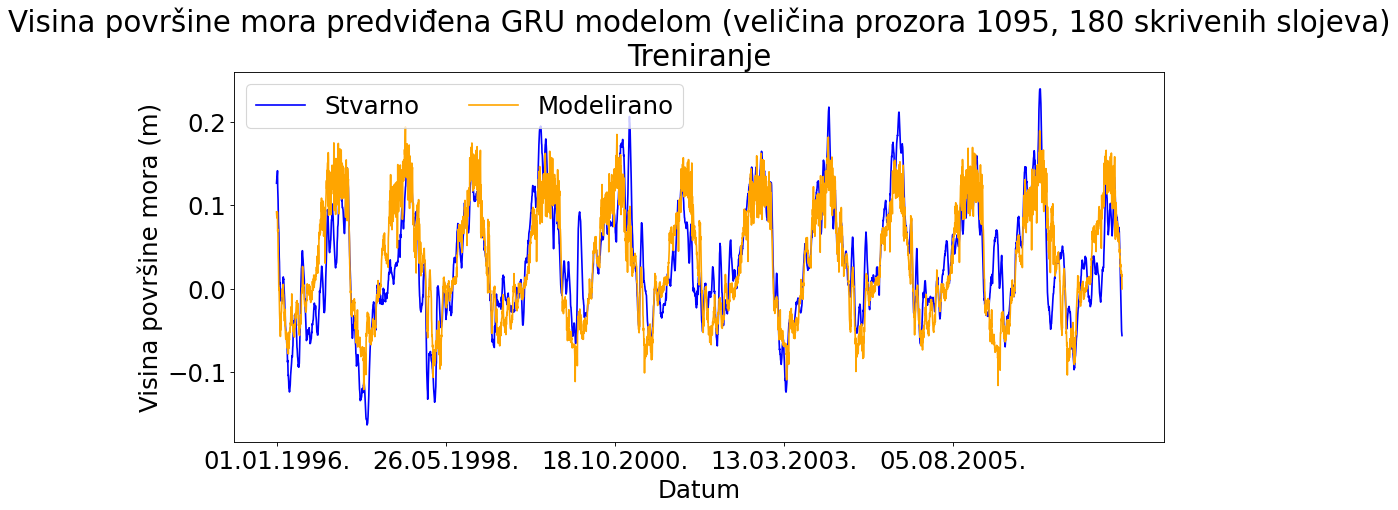 Visina površine mora predviđena GRU modelom (veličina prozora 1095, 180 skrivenih slojeva)
Treniranje
Stvarno Modelirano
Visina površine mora (m)
0.2
0.1
0.0
−0.1
01.01.1996. 26.05.1998. 18.10.2000. 13.03.2003. 05.08.2005.
Datum